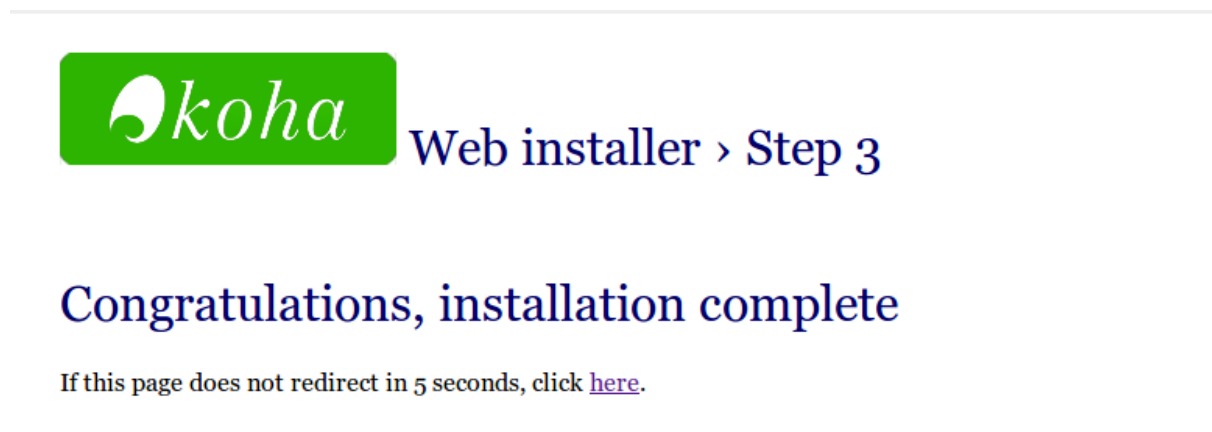 koha Web installer › Step 3
Congratulations, installation complete
If this page does not redirect in 5 seconds, click here.